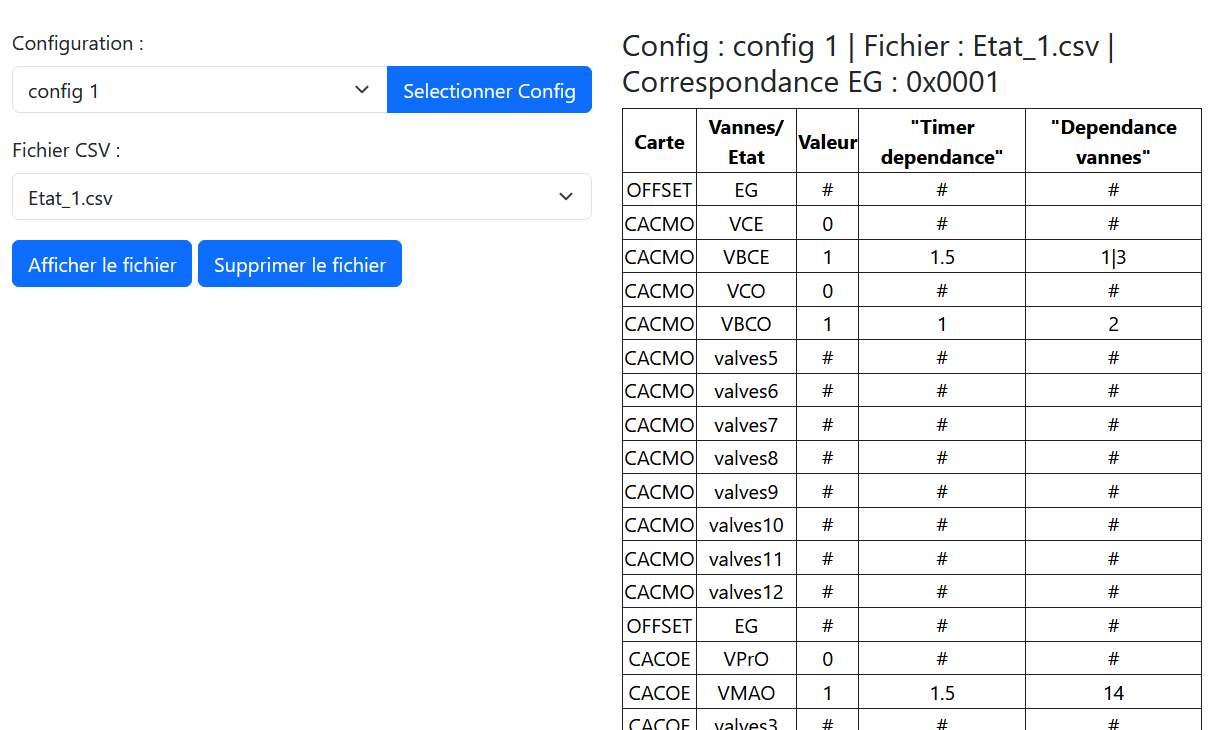 Configuration :
config 1
Selectionner Config
Fichier CSV :
Etat_1.csv
Afficher le fichier
Supprimer le fichier
Config : config 1 | Fichier : Etat_1.csv |
Correspondance EG : 0x0001
Carte Vannes/ Etat Valeur "Timer dependance" "Dependance vannes"
OFFSET EG # # #
CACMO VCE 0 # #
CACMO VBCE 1 1.5 1|3
CACMO VCO 0 # #
CACMO VBCO 1 1 2
CACMO valves5 # # #
CACMO valves6 # # #
CACMO valves7 # # #
CACMO valves8 # # #
CACMO valves9 # # #
CACMO valves10 # # #
CACMO valves11 # # #
CACMO valves12 # # #
OFFSET EG # # #
CACOE VPrO 0 # #
CACOE VMAO 1 1.5 14
CACOE valves3 # # #